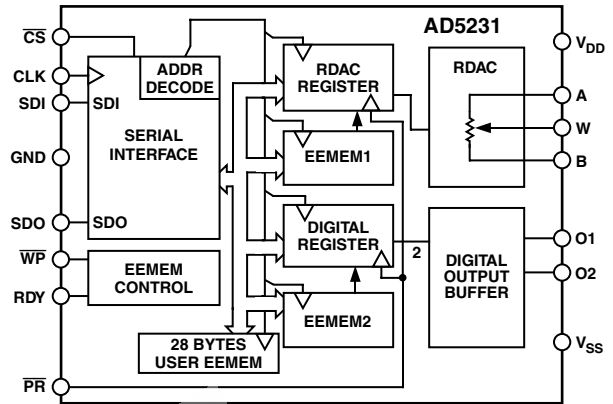 AD5231
CS
CLK
SDI
GND
SDO
WP
RDY
PR
SDI
ADDR
DECODE
SERIAL
INTERFACE
SDO
EEMEM
CONTROL
RDAC
REGISTER
EEMEM1
DIGITAL
REGISTER
EEMEM2
28 BYTES
USER EEMEM
RDAC
2
DIGITAL
OUTPUT
BUFFER
VDD
A
W
B
O1
O2
VSS